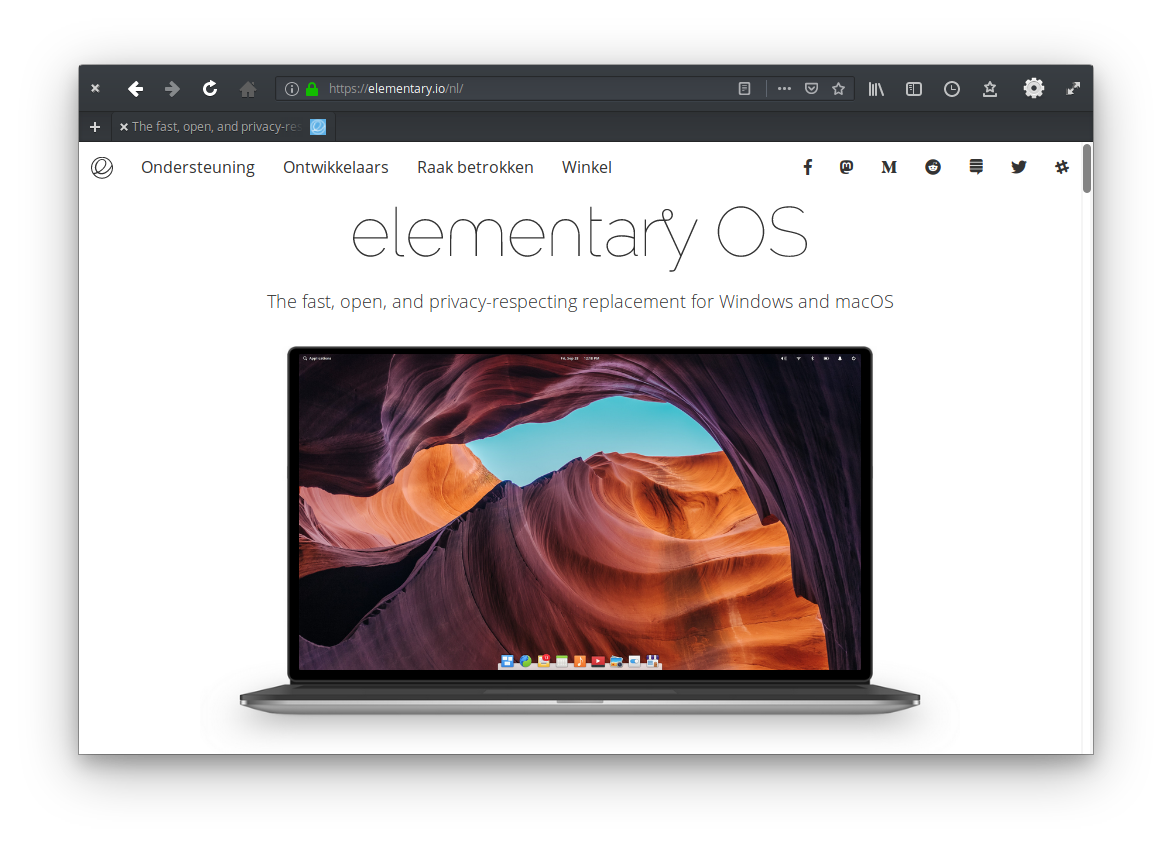 https://elementary.io/nl/
The fast, open, and privacy-res
Ondersteuning Ontwikkelaars Raak betrokken Winkel
elementary OS
The fast, open, and privacy-respecting replacement for Windows and macOS
Applications